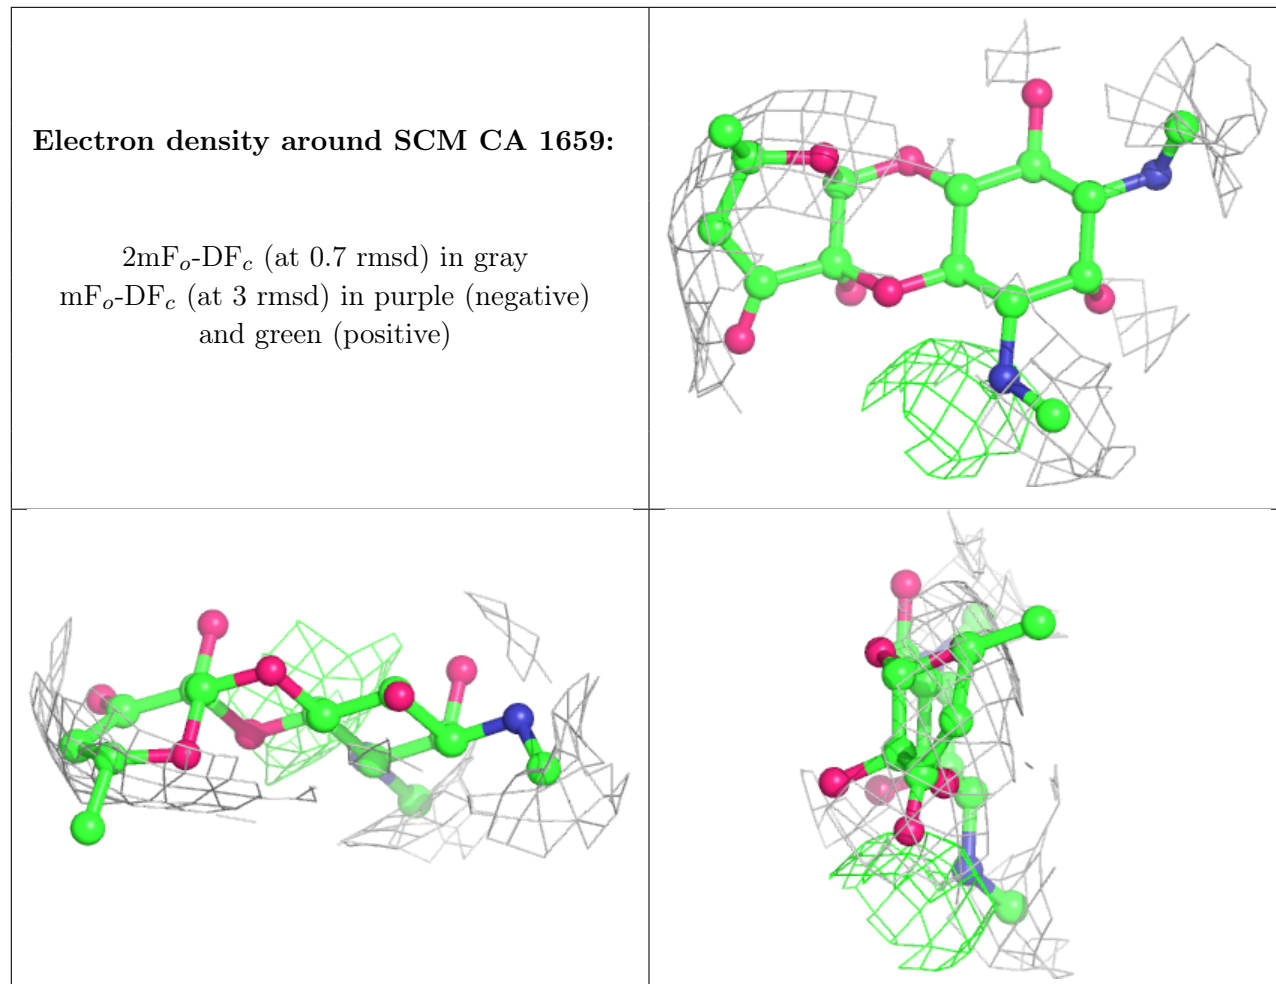 Electron density around SCM CA 1659:
2mFo-DFc (at 0.7 rmsd) in gray
mFo-DFc (at 3 rmsd) in purple (negative)
and green (positive)